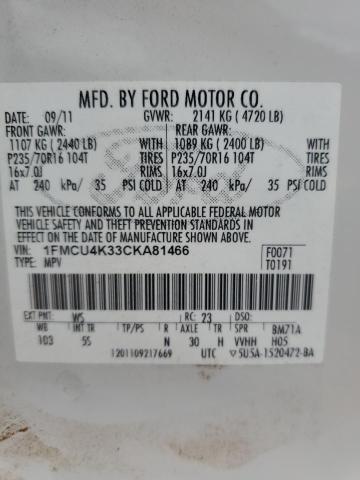 MFD. BY FORD MOTOR CO.
09/11 GVWR: 2141 KG ( 4720 LB)
FRONT GAWR: REAR GAWR:
1107 KG ( 2440 LB) WITH 1089 KG ( 2400 LB) WITH
P235/70R16 104T TIRES P235/70R16 104T TIRES
16x7.0J RIMS 16x7.0J RIMS
AT 240 kPa/ 35 PSI COLD AT 240 kPa/ 35 PSI COLD
THIS VEHICLE CONFORMS TO ALL APPLICABLE FEDERAL MOTOR
VEHICLE SAFETY AND THEFT PREVENTION STANDARDS IN
EFFECT ON THE DATE OF MANUFACTURE SHOWN ABOVE.
VIN: 1FMCU4K33CKA81466 F0071
TYPE: MPV T0191
EXT PNT: WS RC: 23 DSO:
WB INT TR TP/PS R AXLE TR SPR BM71A
103 5S N 30 H VVHH H05
1201109217669 UTC ▽5U5A-1520472-BA